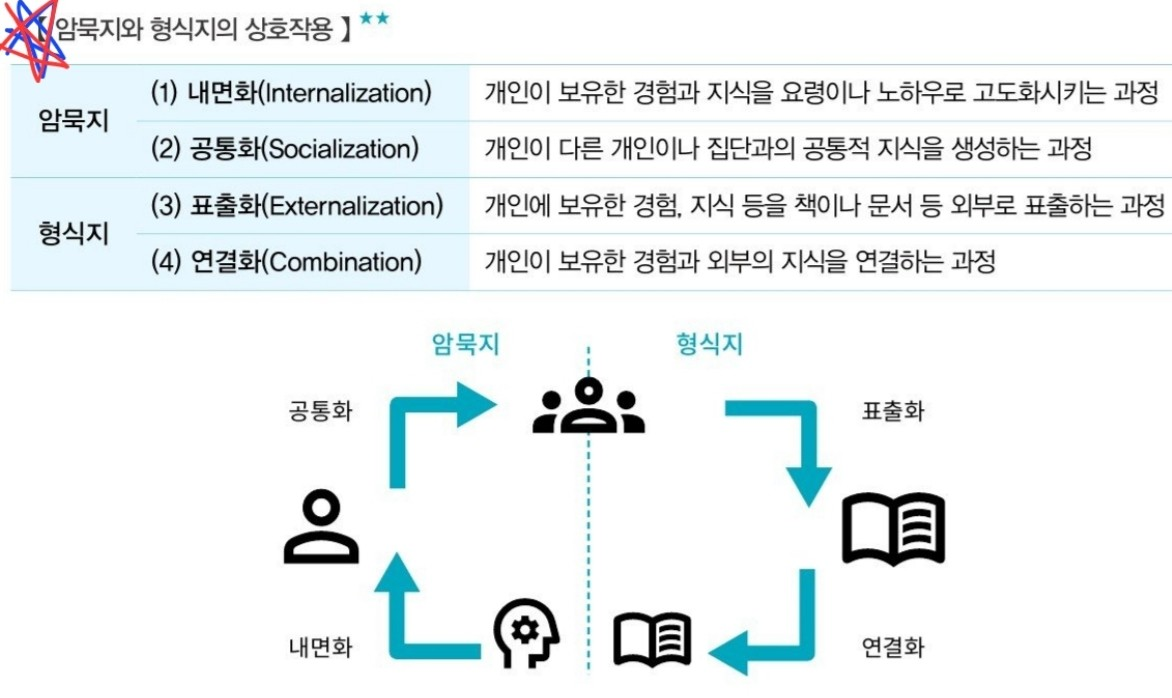 【 암묵지와 형식지의 상호작용 】★★
암묵지
(1) 내면화(Internalization) 개인이 보유한 경험과 지식을 요령이나 노하우로 고도화시키는 과정
(2) 공통화(Socialization) 개인이 다른 개인이나 집단과의 공통적 지식을 생성하는 과정
형식지
(3) 표출화(Externalization) 개인에 보유한 경험, 지식 등을 책이나 문서 등 외부로 표출하는 과정
(4) 연결화(Combination) 개인이 보유한 경험과 외부의 지식을 연결하는 과정
암묵지 형식지
공통화 표출화
내면화 연결화